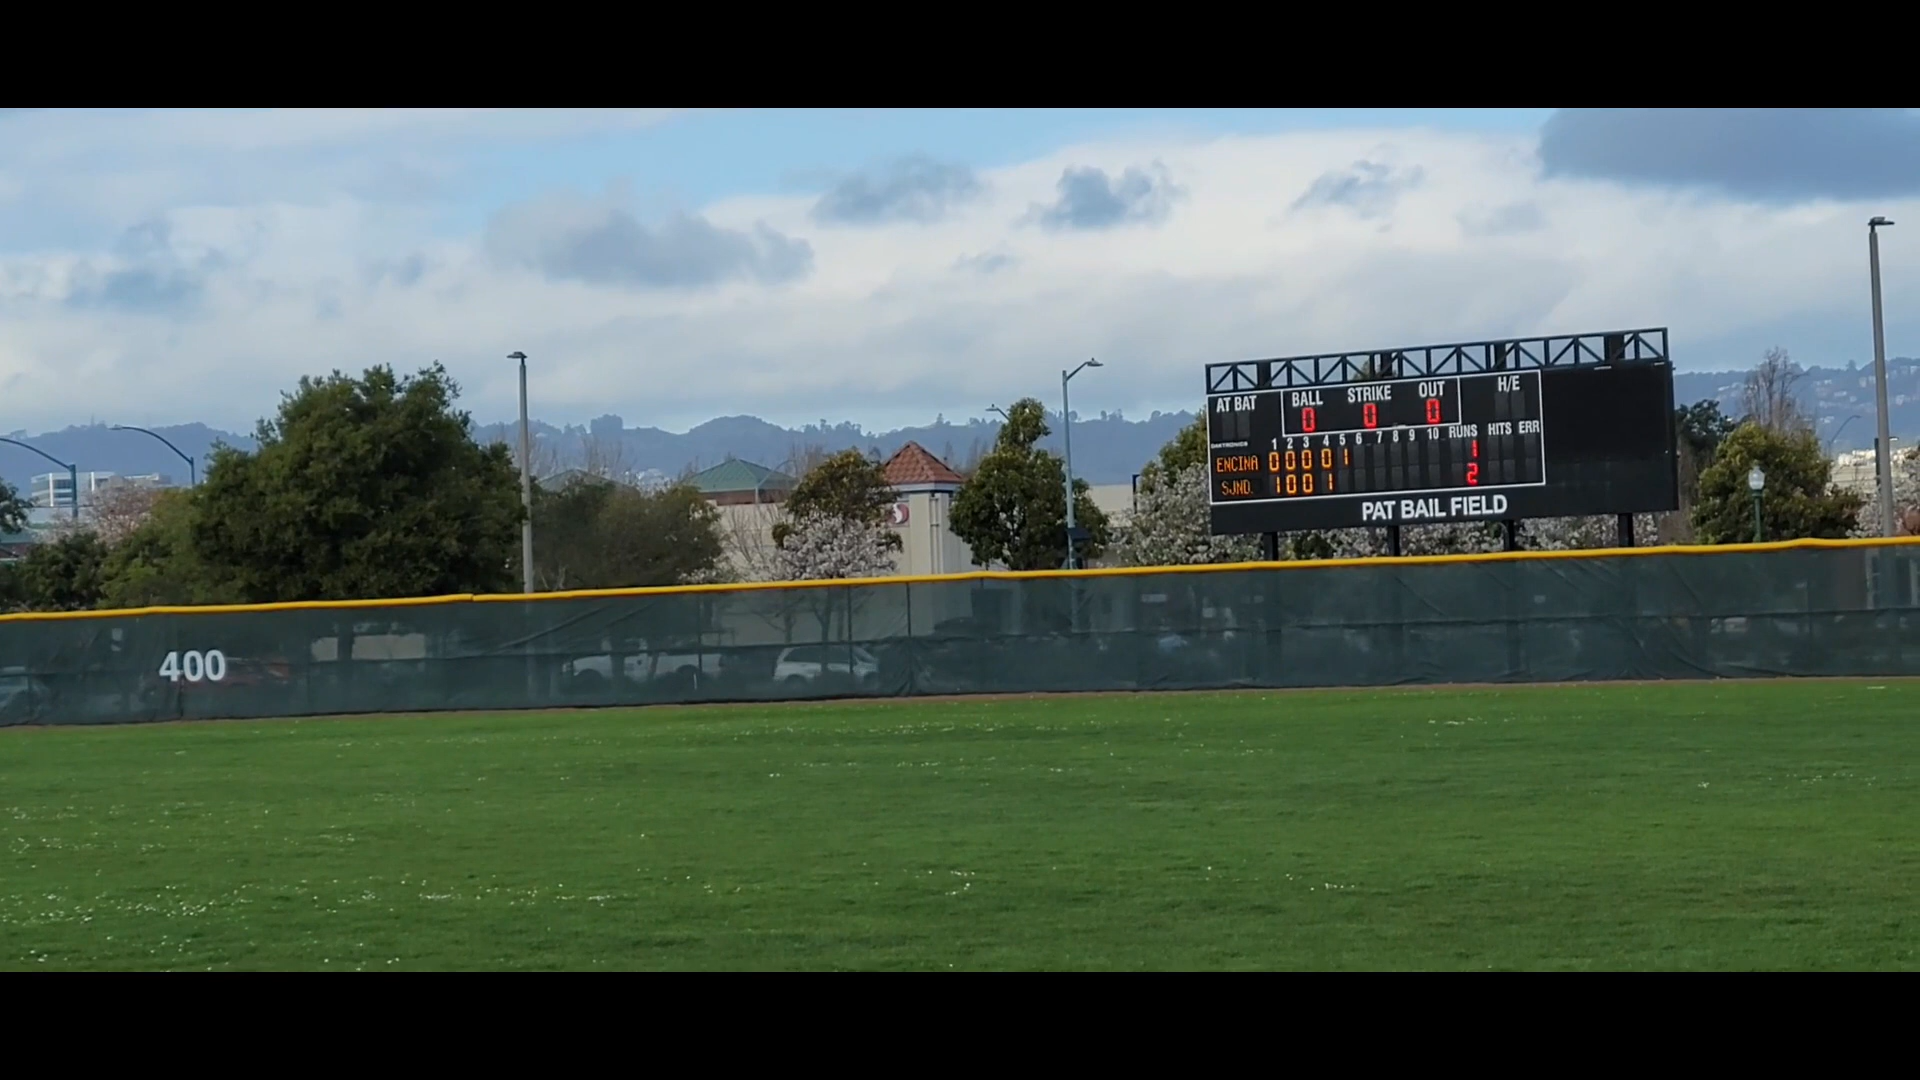 AT BAT BALL STRIKE OUT H/E
0 0 0
DAKTRONICS 1 2 3 4 5 6 7 8 9 10 RUNS HITS ERR
ENCINA 0 0 0 0 1 1
SJND. 1 0 0 1 2
PAT BAIL FIELD
400